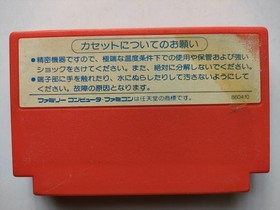 カセットについてのお願い
●精密機器ですので、極端な温度条件下での使用や保管および強い
ショックをさけてください。また、絶対に分解しないでください。
●端子部に手を触れたり、水にぬらしたりして汚さないようにして
ください。故障の原因となります。
ファミリーコンピュータ ファミコンは任天堂の商標です。